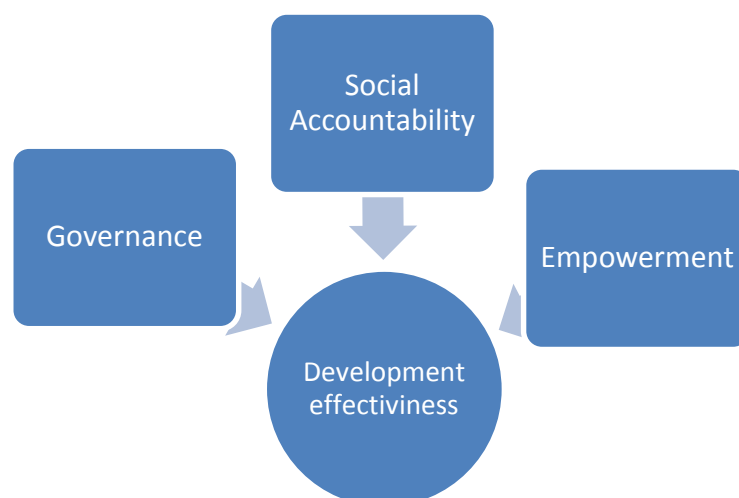 Social
Accountability
Governance
Empowerment
Development
effectiviness